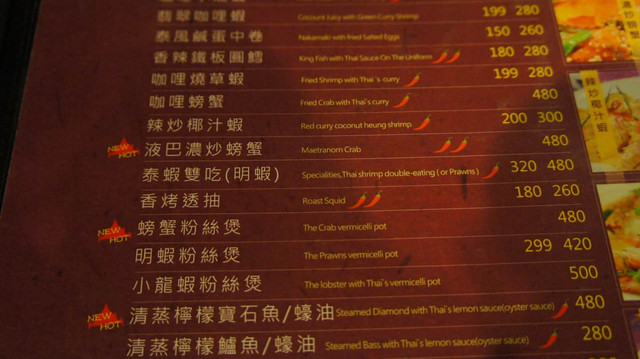 翡翠咖哩蝦 Coconut Juicy with Green Curry Shrimp 199 280
泰風鹹蛋中卷 Nakamaki with fried Salted Eggs 150 260
香辣鐵板圓鱈 King Fish with Thai Sauce On The Uniform 180 280
咖哩燒草蝦 Fried Shrimp with Thai`s curry 199 280
咖哩螃蟹 Fried Crab with Thai`s curry 480
辣炒椰汁蝦 Red curry coconut heung shrimp 200 300
NEW HOT 液巴濃炒螃蟹 Maetranorn Crab 480
泰蝦雙吃(明蝦) Specialities,Thai shrimp double-eating ( or Prawns ) 320 480
香烤透抽 Roast Squid 180 260
NEW HOT 螃蟹粉絲煲 The Crab vermicelli pot 480
明蝦粉絲煲 The Prawns vermicelli pot 299 420
小龍蝦粉絲煲 The lobster with Thai`s vermicelli pot 500
NEW HOT 清蒸檸檬寶石魚/蠔油 Steamed Diamond with Thai`s lemon sauce(oyster sauce) 480
清蒸檸檬鱸魚/蠔油 Steamed Bass with Thai`s lemon sauce(oyster sauce) 280
辣炒椰汁蝦